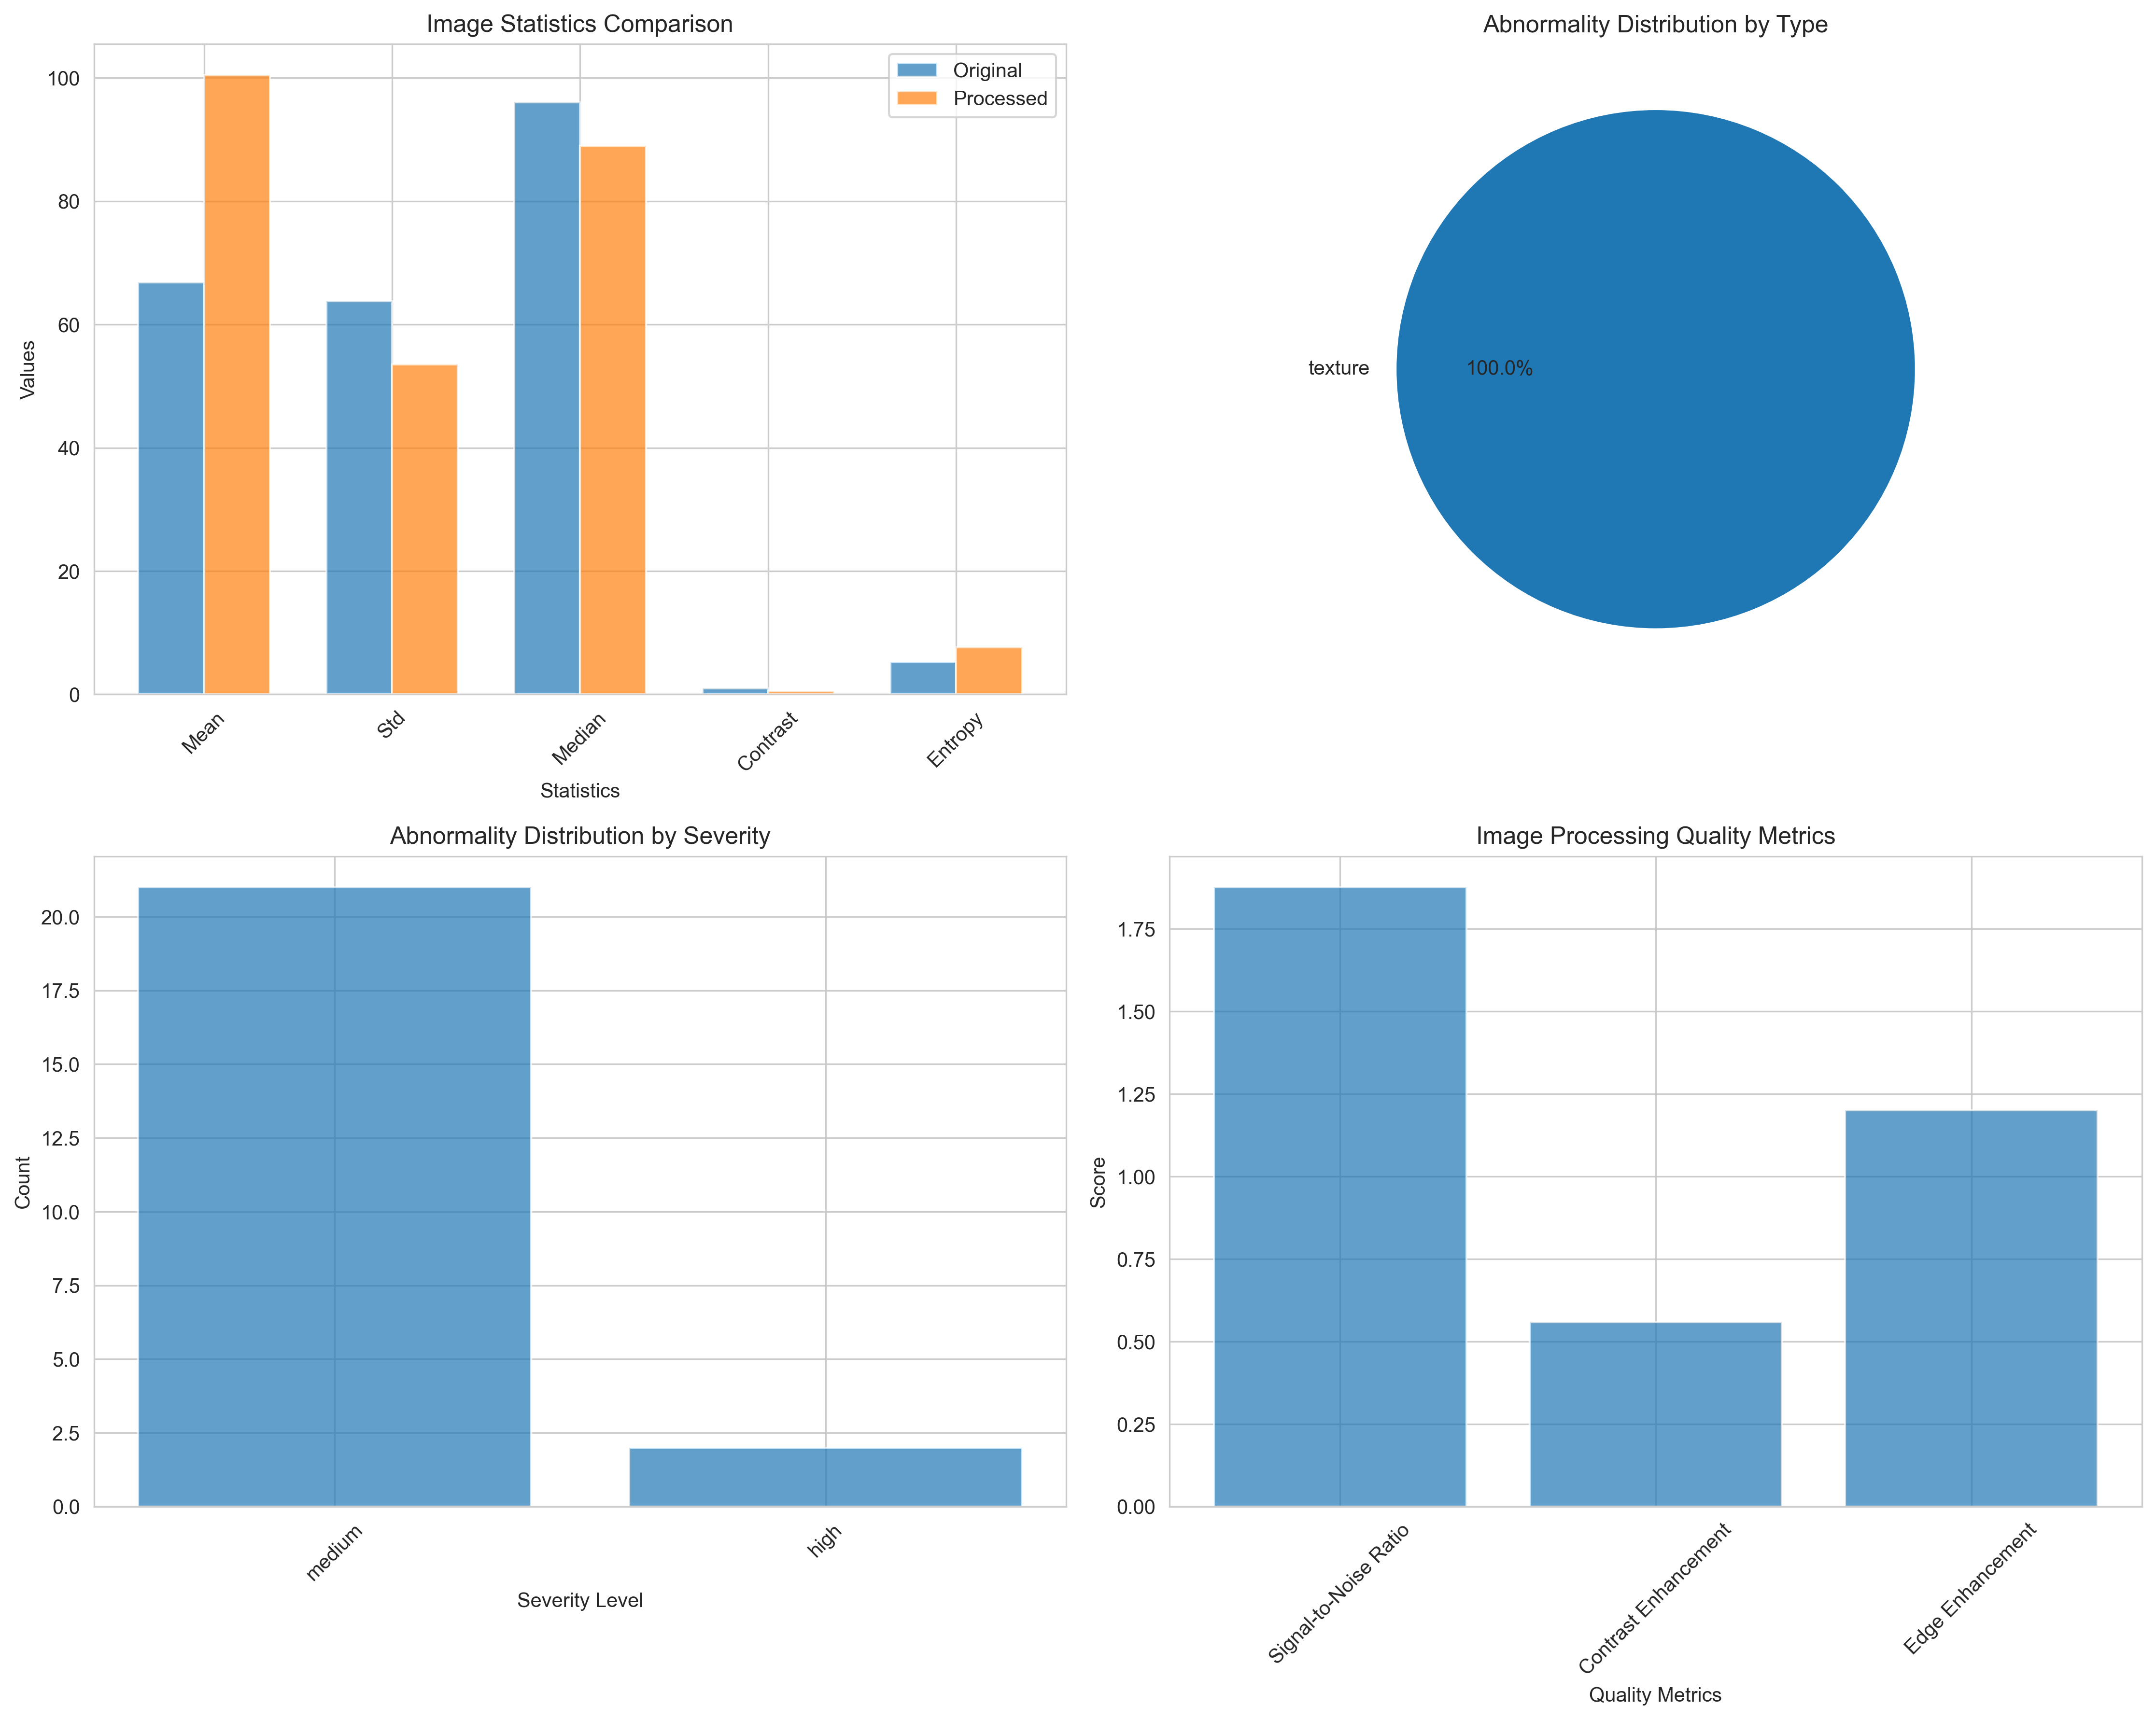 Image Statistics Comparison
Original
Processed
100
80
60
40
20
0
Values
Mean
Std
Median
Contrast
Entropy
Statistics
Abnormality Distribution by Type
texture
100.0%
Abnormality Distribution by Severity
20.0
17.5
15.0
12.5
10.0
7.5
5.0
2.5
0.0
Count
medium
high
Severity Level
Image Processing Quality Metrics
1.75
1.50
1.25
1.00
0.75
0.50
0.25
0.00
Score
Signal-to-Noise Ratio
Contrast Enhancement
Edge Enhancement
Quality Metrics